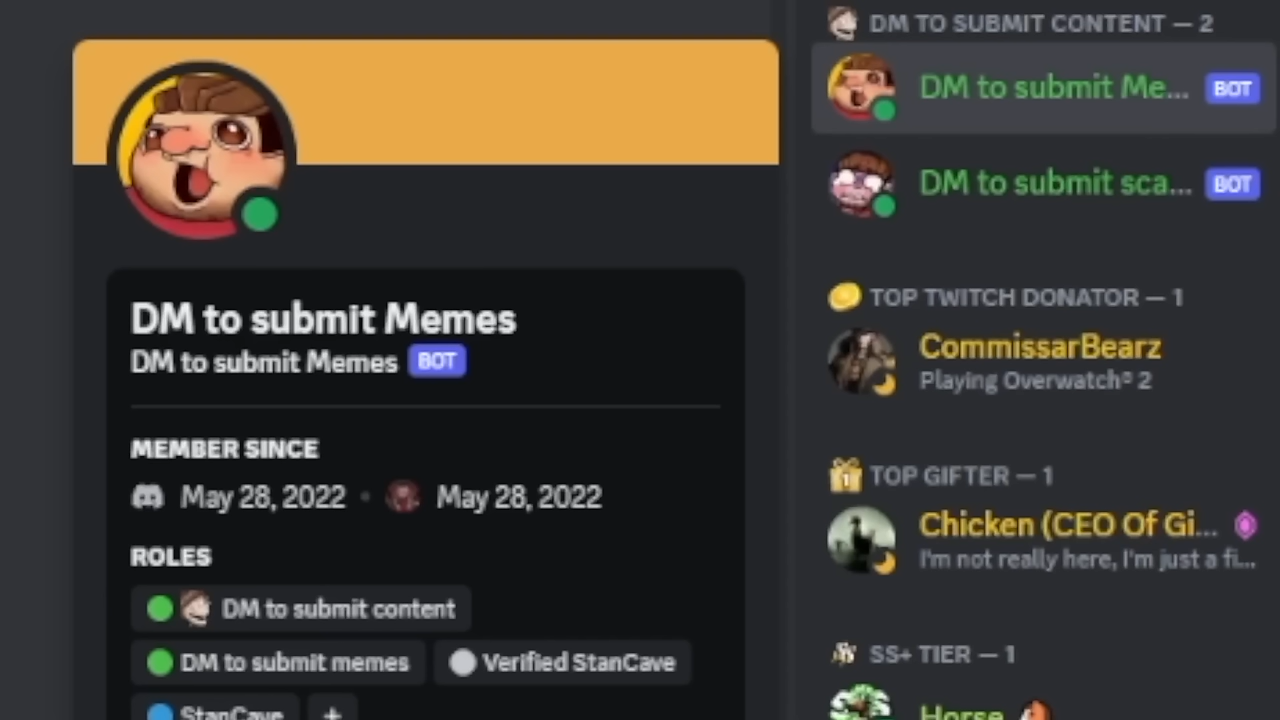 DM to submit Memes
DM to submit Memes BOT
MEMBER SINCE
May 28, 2022 • May 28, 2022
ROLES
DM to submit content
DM to submit memes
Verified StanCave
StanCave +
DM TO SUBMIT CONTENT — 2
DM to submit Me... BOT
DM to submit sca... BOT
TOP TWITCH DONATOR — 1
CommissarBearz
Playing Overwatch® 2
TOP GIFTER — 1
Chicken (CEO Of Gi...
I'm not really here, I'm just a fi...
SS+ TIER — 1
Horse